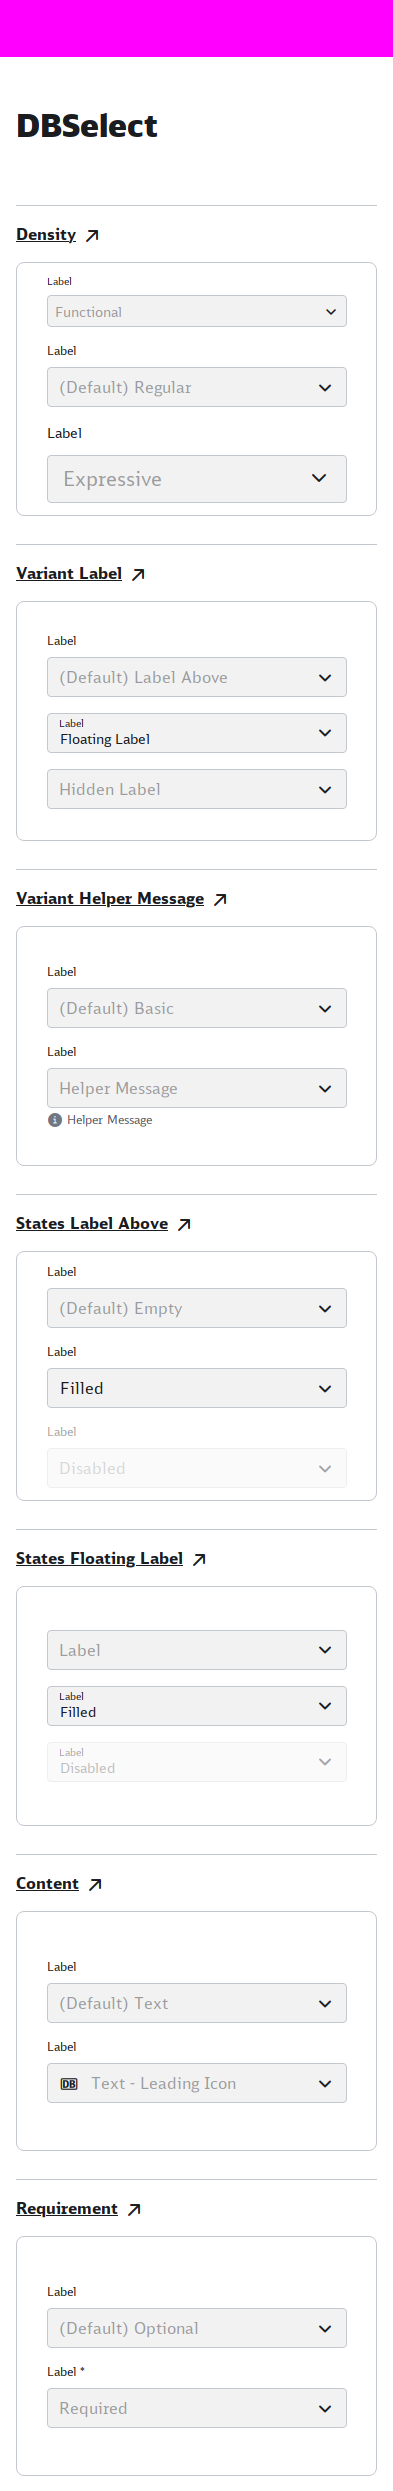 DBSelect
Density
Label
Functional
Label
(Default) Regular
Label
Expressive
Variant Label
Label
(Default) Label Above
Label
Floating Label
Hidden Label
Variant Helper Message
Label
(Default) Basic
Label
Helper Message
Helper Message
States Label Above
Label
(Default) Empty
Label
Filled
Label
Disabled
States Floating Label
Label
Label
Filled
Label
Disabled
Content
Label
(Default) Text
Label
DB Text - Leading Icon
Requirement
Label
(Default) Optional
Label *
Required